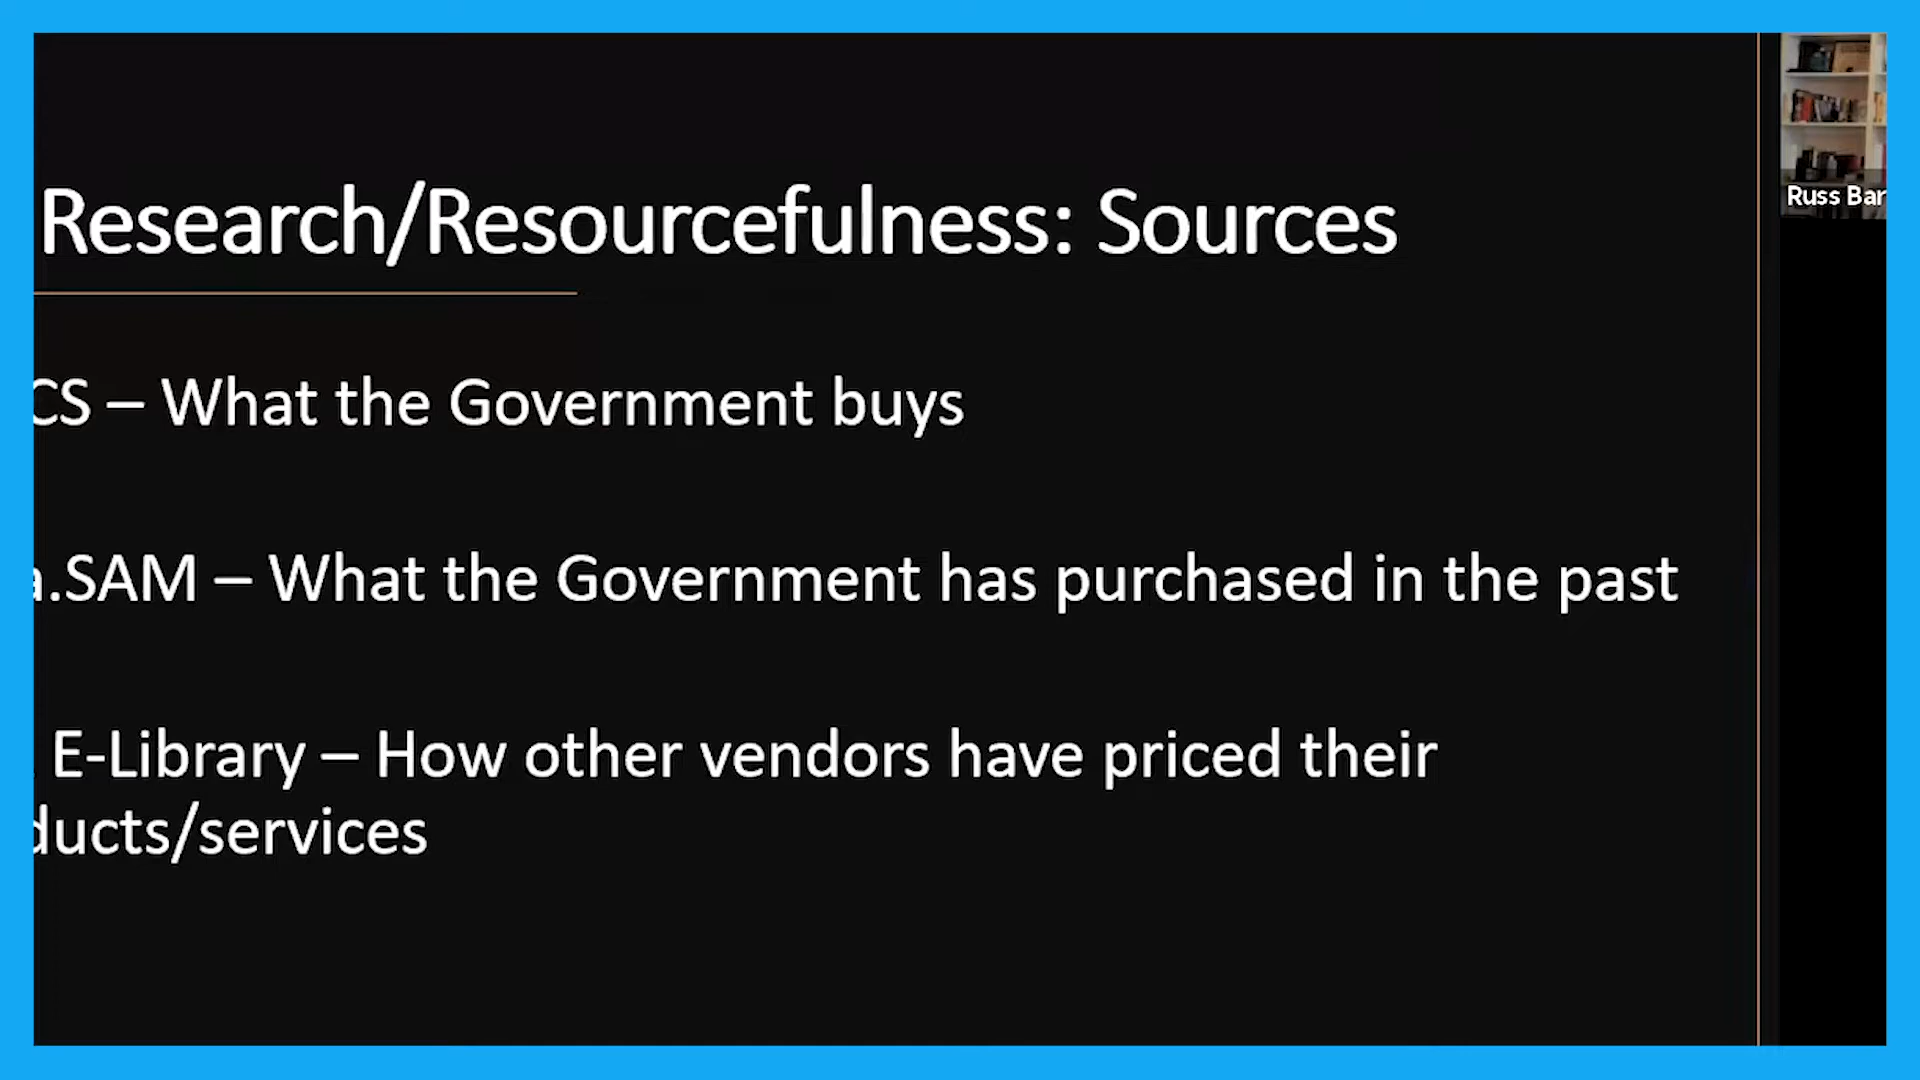 Research/Resourcefulness: Sources
CS – What the Government buys
a.SAM – What the Government has purchased in the past
E-Library – How other vendors have priced their
ducts/services
Russ Bar